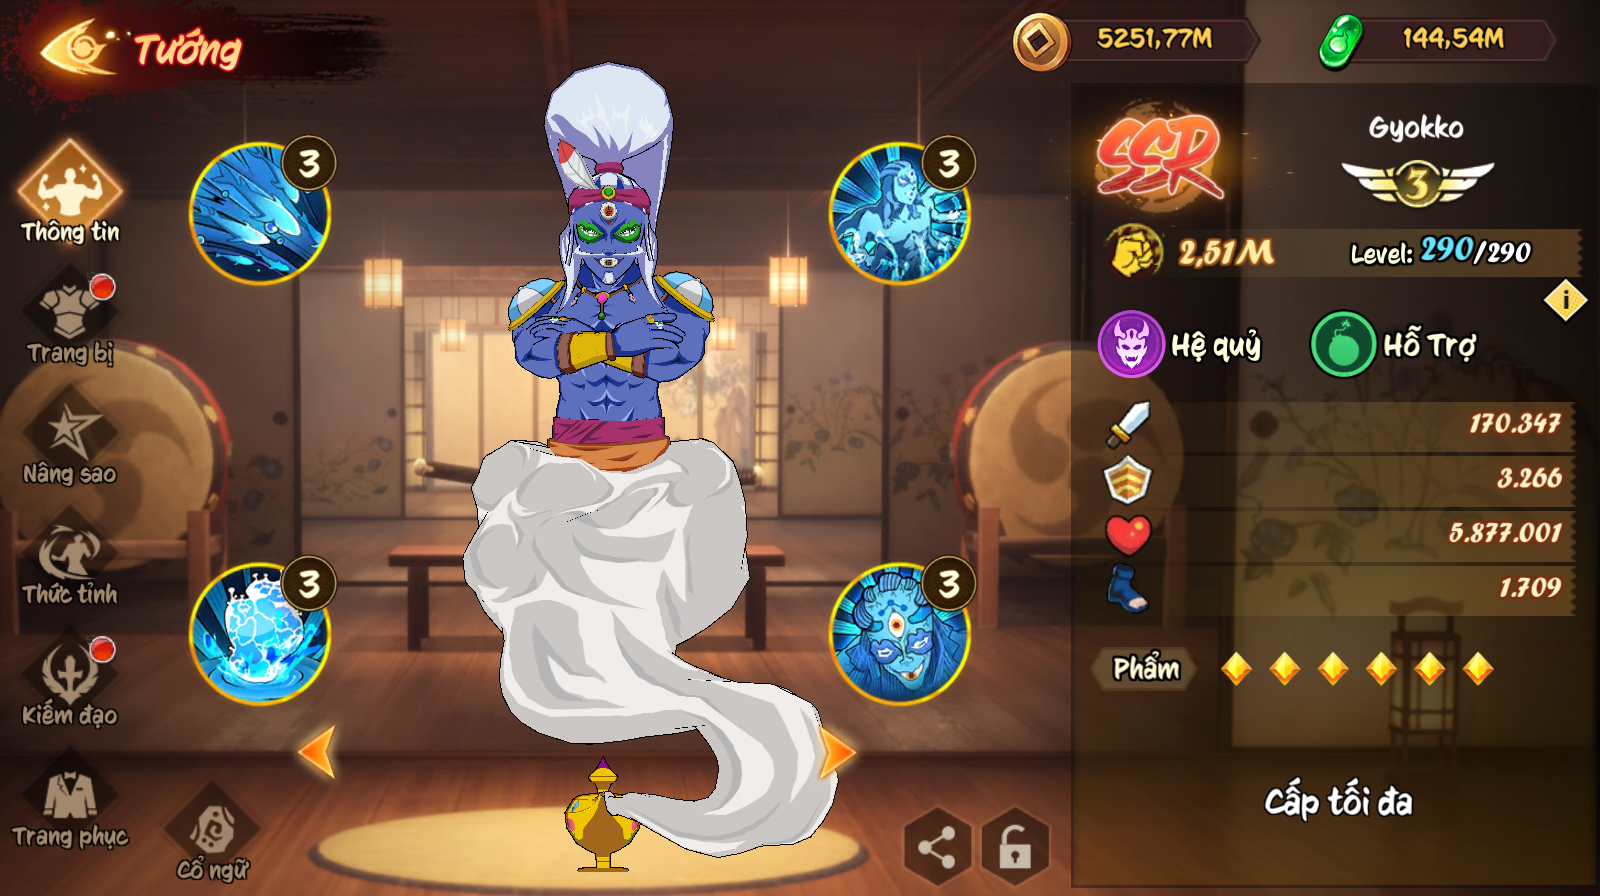 Tướng
5251,77M
144,54M
Thông tin
Trang bị
Nâng sao
Thức tỉnh
Kiếm đạo
Trang phục
Cổ ngữ
3
3
3
3
SSR
Gyokko
3
2,51M
Level: 290/290
i
Hệ quỷ
Hỗ Trợ
170.347
3.266
5.877.001
1.709
Phẩm
Cấp tối đa